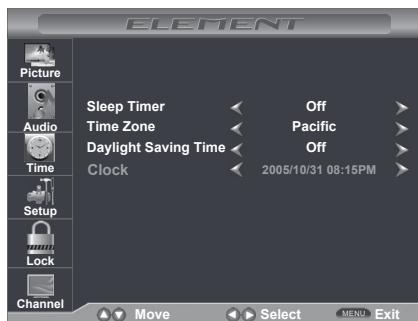 ELEMENT
Picture
Audio
Time
Setup
Lock
Channel
Sleep Timer Off
Time Zone Pacific
Daylight Saving Time Off
Clock 2005/10/31 08:15PM
Move Select MENU Exit